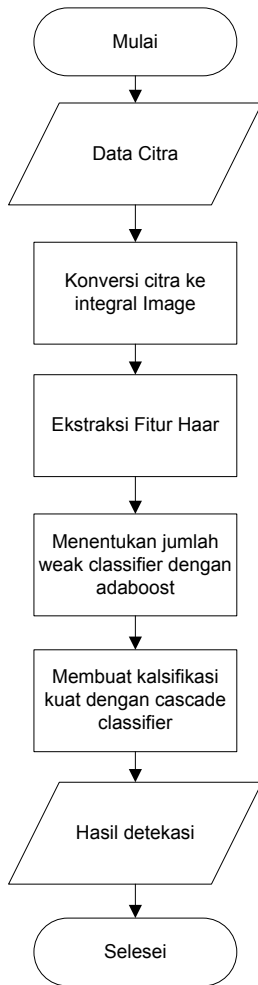 Mulai
Data Citra
Konversi citra ke
integral Image
Ekstraksi Fitur Haar
Menentukan jumlah
weak classifier dengan
adaboost
Membuat kalsifikasi
kuat dengan cascade
classifier
Hasil detekasi
Selesei